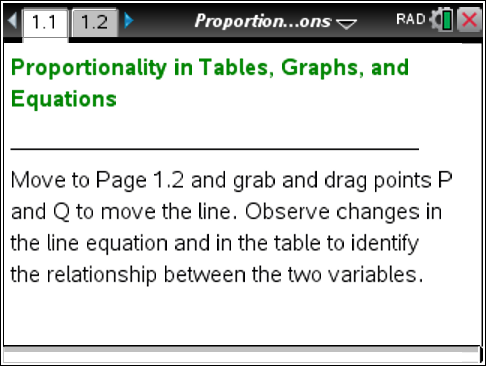 1.1 1.2 Proportion...ons RAD
Proportionality in Tables, Graphs, and
Equations
Move to Page 1.2 and grab and drag points P
and Q to move the line. Observe changes in
the line equation and in the table to identify
the relationship between the two variables.